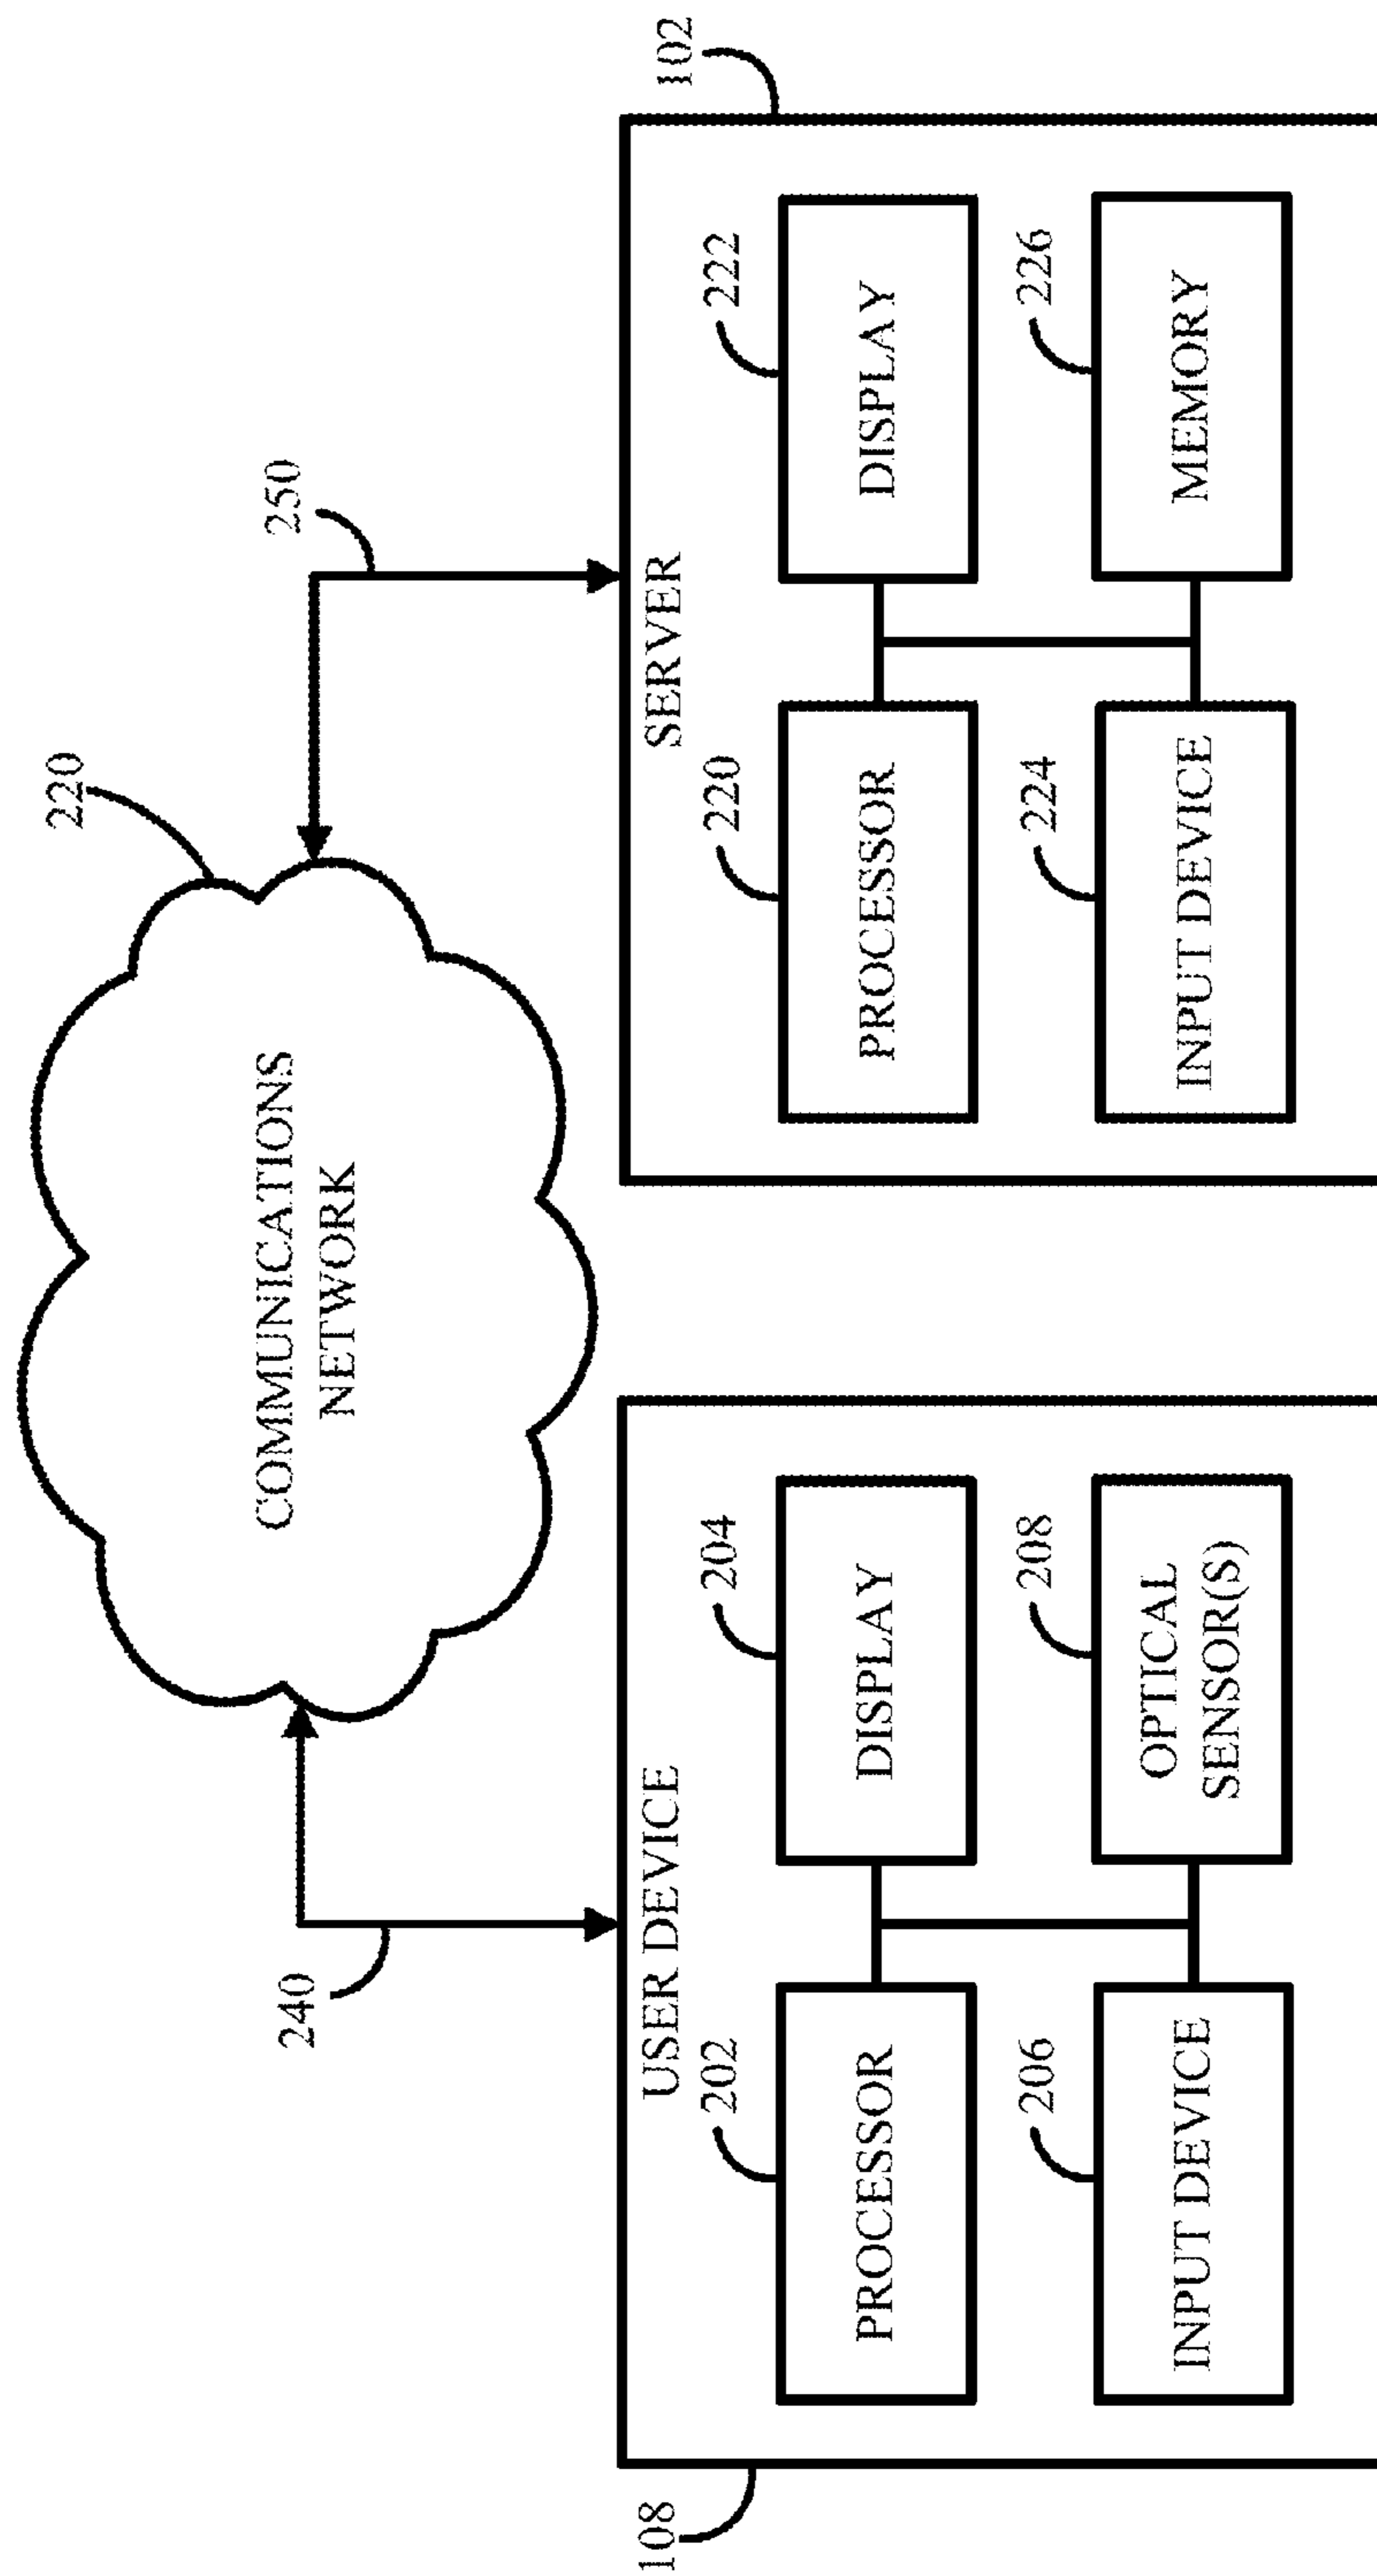 220
COMMUNICATIONS
NETWORK
240
250
108
USER DEVICE
202
PROCESSOR
204
DISPLAY
206
INPUT DEVICE
208
OPTICAL
SENSOR(S)
102
SERVER
220
PROCESSOR
222
DISPLAY
224
INPUT DEVICE
226
MEMORY